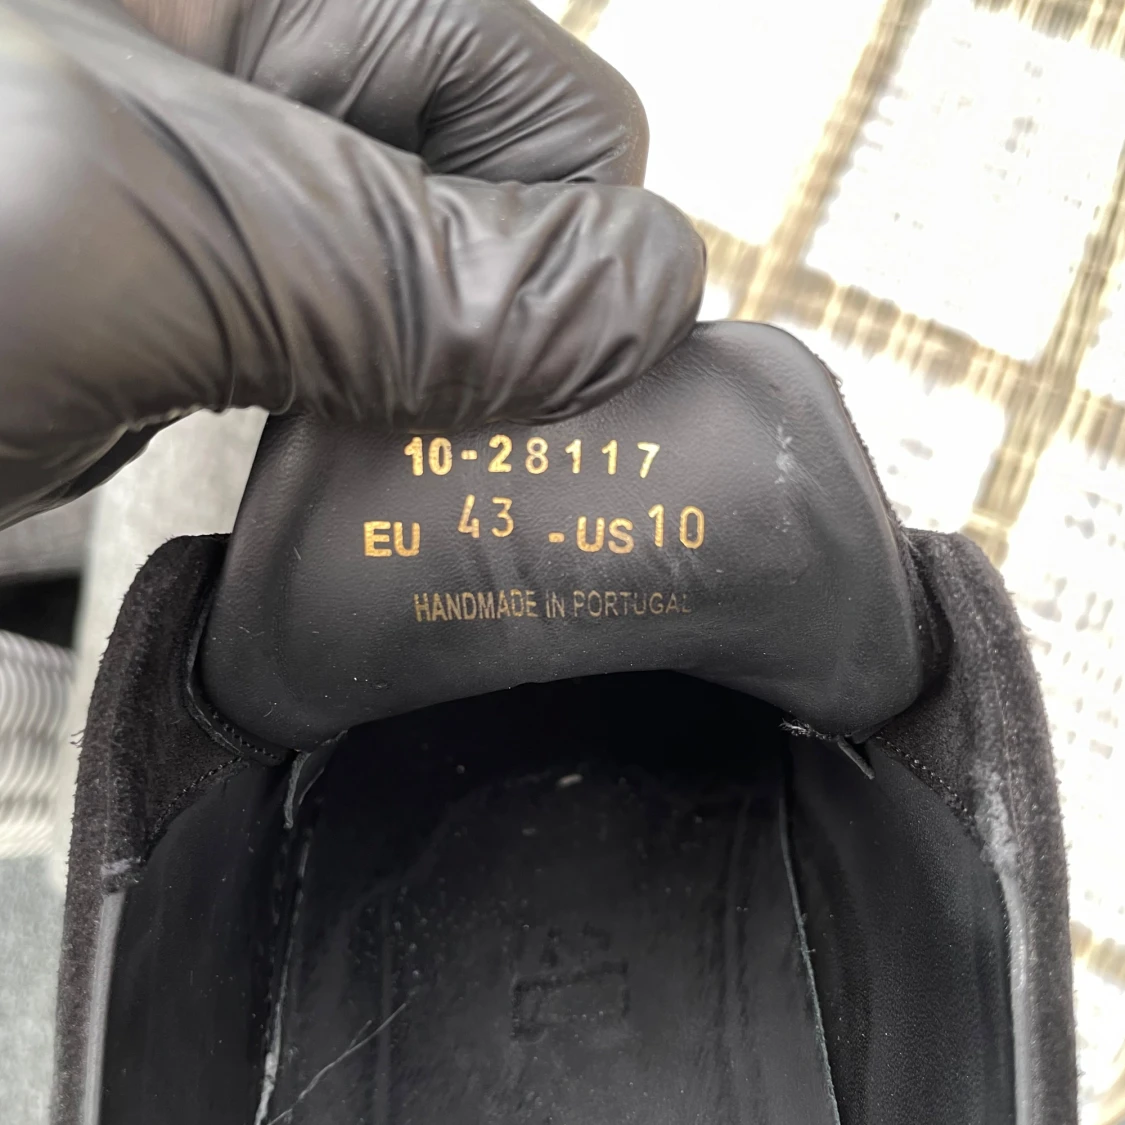 10-28117
EU 43 -US 10
HANDMADE IN PORTUGAL